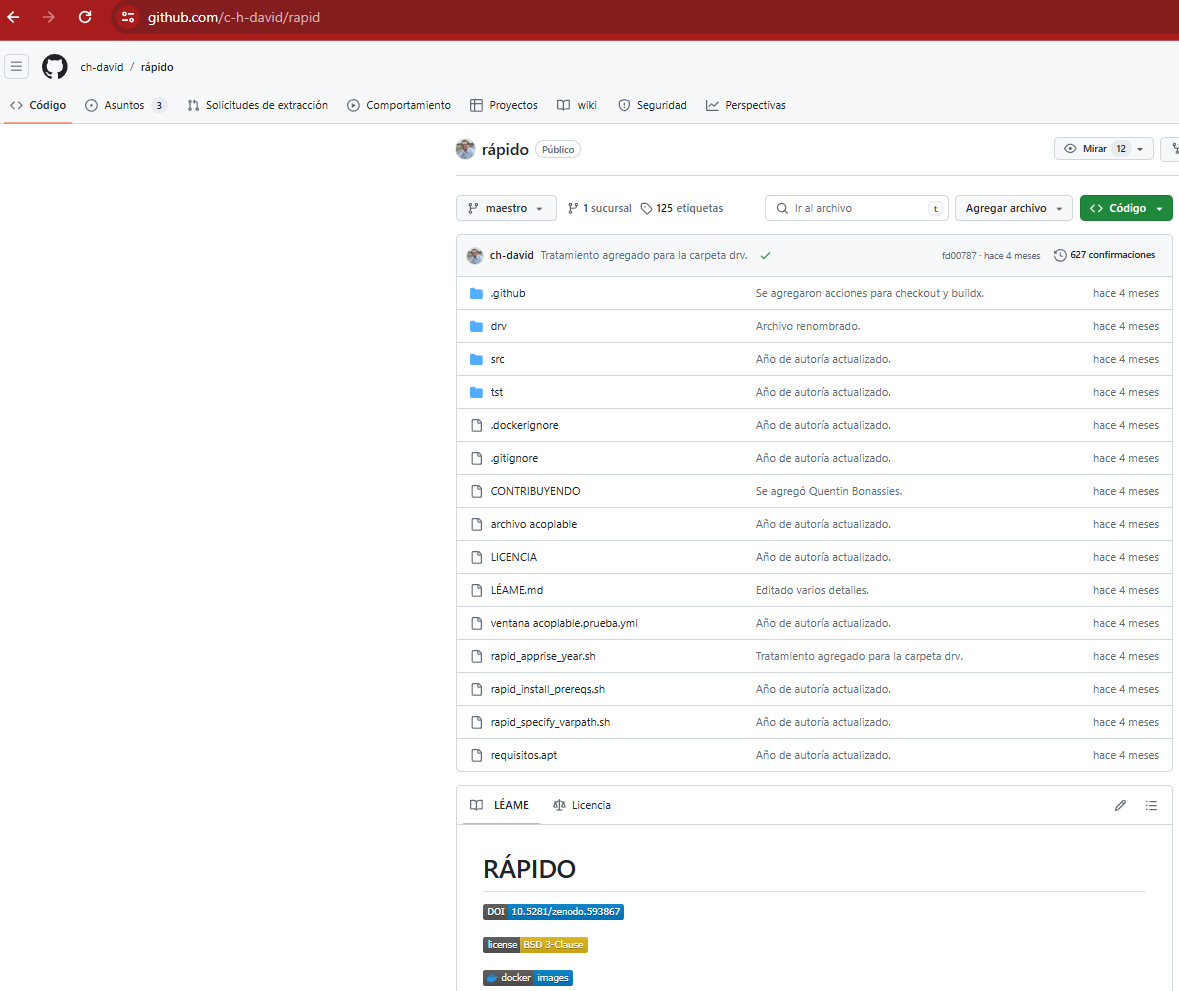 github.com/c-h-david/rapid
ch-david / rápido
Código Asuntos 3 Solicitudes de extracción Comportamiento Proyectos wiki Seguridad Perspectivas
rápido Público Mirar 12
maestro 1 sucursal 125 etiquetas Ir al archivo t Agregar archivo Código
ch-david Tratamiento agregado para la carpeta drv. fd00787 · hace 4 meses 627 confirmaciones
.github Se agregaron acciones para checkout y buildx. hace 4 meses
drv Archivo renombrado. hace 4 meses
src Año de autoría actualizado. hace 4 meses
tst Año de autoría actualizado. hace 4 meses
.dockerignore Año de autoría actualizado. hace 4 meses
.gitignore Año de autoría actualizado. hace 4 meses
CONTRIBUYENDO Se agregó Quentin Bonassies. hace 4 meses
archivo acoplable Año de autoría actualizado. hace 4 meses
LICENCIA Año de autoría actualizado. hace 4 meses
LÉAME.md Editado varios detalles. hace 4 meses
ventana acoplable.prueba.yml Año de autoría actualizado. hace 4 meses
rapid_apprise_year.sh Tratamiento agregado para la carpeta drv. hace 4 meses
rapid_install_prereqs.sh Año de autoría actualizado. hace 4 meses
rapid_specify_varpath.sh Año de autoría actualizado. hace 4 meses
requisitos.apt Año de autoría actualizado. hace 4 meses
LÉAME Licencia
RÁPIDO
DOI 10.5281/zenodo.593867
license BSD 3-Clause
docker images